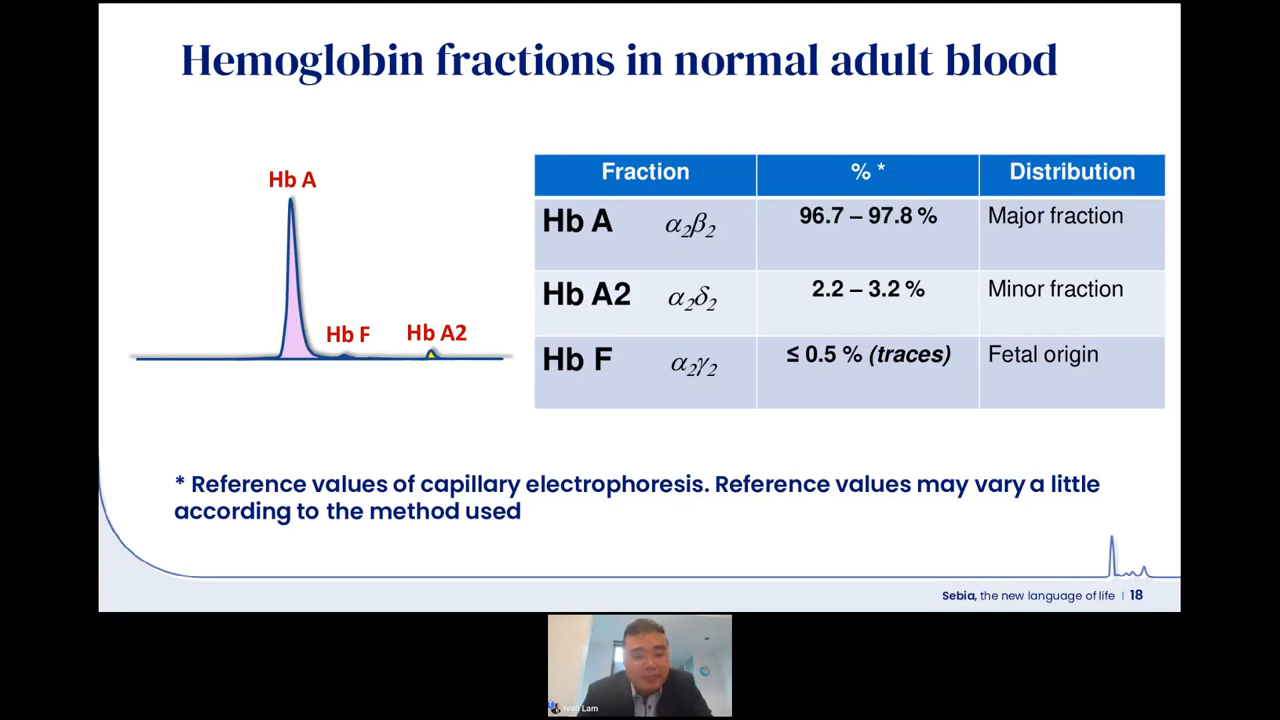 Hemoglobin fractions in normal adult blood
Hb A
Hb F
Hb A2
Fraction % * Distribution
Hb A α2β2 96.7 – 97.8 % Major fraction
Hb A2 α2δ2 2.2 – 3.2 % Minor fraction
Hb F α2γ2 ≤ 0.5 % (traces) Fetal origin
* Reference values of capillary electrophoresis. Reference values may vary a little
according to the method used
Sebia, the new language of life | 18
Ivan Lam